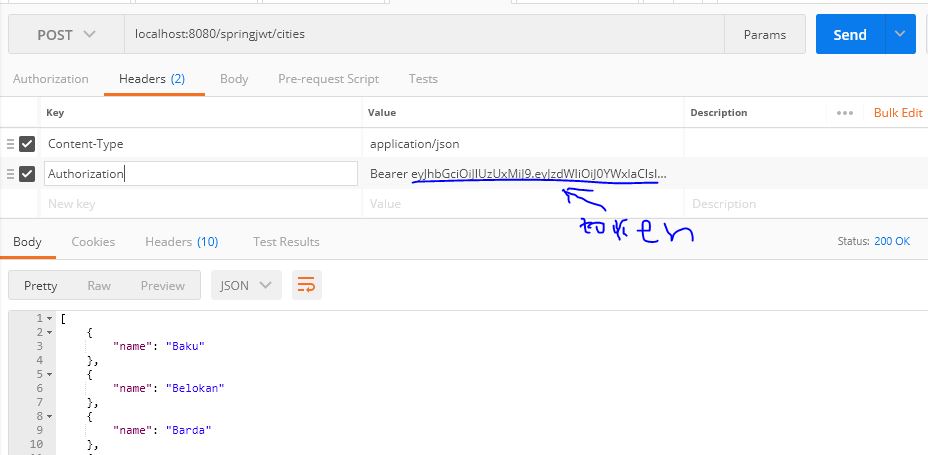 POST localhost:8080/springjwt/cities Params Send
Authorization Headers (2) Body Pre-request Script Tests
Key Value Description ••• Bulk Edit
Content-Type application/json
Authorization Bearer eyJhbGciOiJIUzUxMiJ9.eyJzdWIiOiJ0YWxlaCIsI...
New key Value Description
token
Body Cookies Headers (10) Test Results Status: 200 OK
Pretty Raw Preview JSON
1 [
2 {
3 "name": "Baku"
4 },
5 {
6 "name": "Belokan"
7 },
8 {
9 "name": "Barda"
10 },